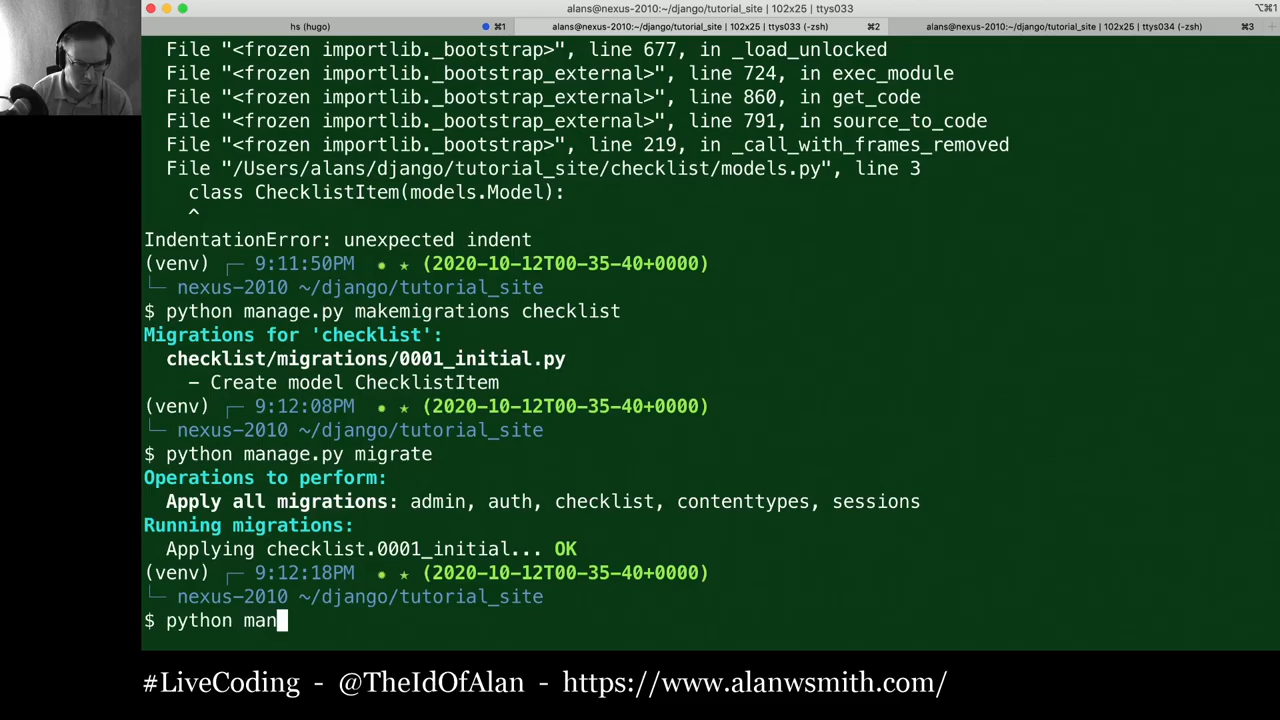 alans@nexus-2010:~/django/tutorial_site | 102x25 | ttys033
⌥⌘1
hs (hugo)
⌘1
alans@nexus-2010:~/django/tutorial_site | 102x25 | ttys033 (-zsh)
⌘2
alans@nexus-2010:~/django/tutorial_site | 102x25 | ttys034 (-zsh)
⌘3
File "<frozen importlib._bootstrap>", line 677, in _load_unlocked
File "<frozen importlib._bootstrap_external>", line 724, in exec_module
File "<frozen importlib._bootstrap_external>", line 860, in get_code
File "<frozen importlib._bootstrap_external>", line 791, in source_to_code
File "<frozen importlib._bootstrap>", line 219, in _call_with_frames_removed
File "/Users/alans/django/tutorial_site/checklist/models.py", line 3
class ChecklistItem(models.Model):
^
IndentationError: unexpected indent
(venv) ┌─ 9:11:50PM ● ★ (2020-10-12T00-35-40+0000)
└─ nexus-2010 ~/django/tutorial_site
$ python manage.py makemigrations checklist
Migrations for 'checklist':
checklist/migrations/0001_initial.py
- Create model ChecklistItem
(venv) ┌─ 9:12:08PM ● ★ (2020-10-12T00-35-40+0000)
└─ nexus-2010 ~/django/tutorial_site
$ python manage.py migrate
Operations to perform:
Apply all migrations: admin, auth, checklist, contenttypes, sessions
Running migrations:
Applying checklist.0001_initial... OK
(venv) ┌─ 9:12:18PM ● ★ (2020-10-12T00-35-40+0000)
└─ nexus-2010 ~/django/tutorial_site
$ python man
#LiveCoding - @TheIdOfAlan - https://www.alanwsmith.com/